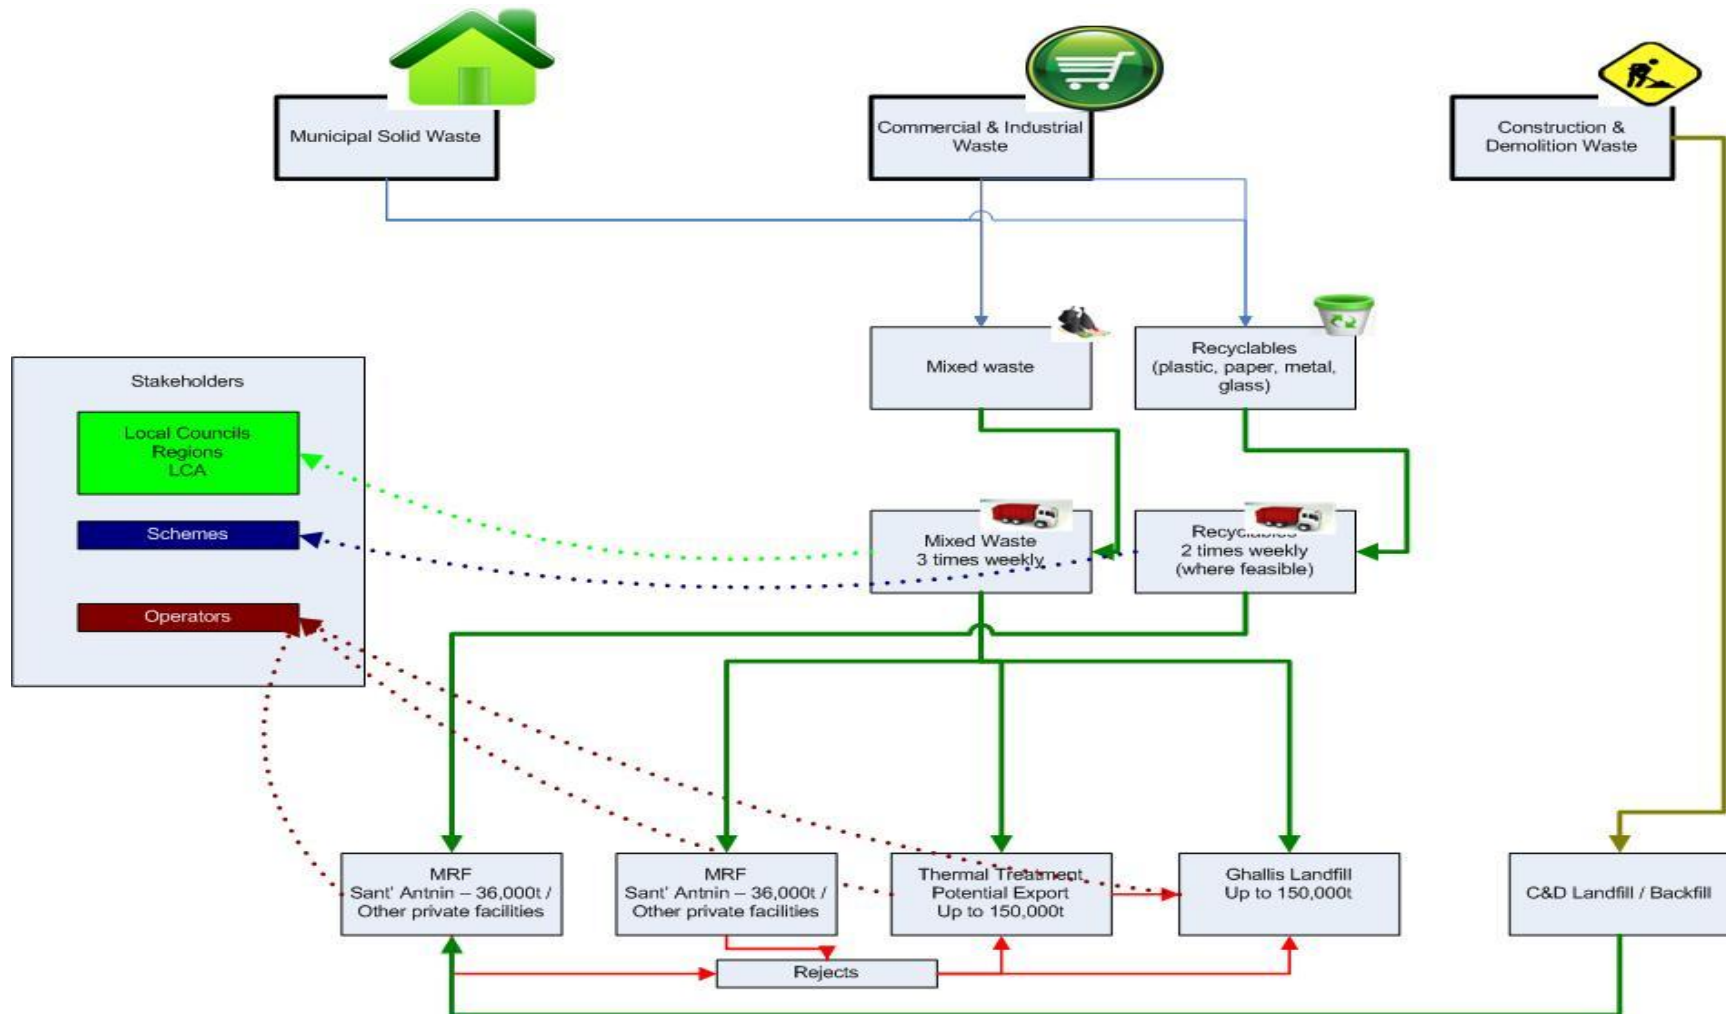 Municipal Solid Waste
Commercial & Industrial
Waste
Construction &
Demolition Waste
Mixed waste
Recyclables
(plastic, paper, metal,
glass)
Stakeholders
Local Councils
Regions
LCA
Schemes
Operators
Mixed Waste
3 times weekly
Recyclables
2 times weekly
(where feasible)
MRF
Sant' Antnin – 36,000t /
Other private facilities
MRF
Sant' Antnin – 36,000t /
Other private facilities
Thermal Treatment
Potential Export
Up to 150,000t
Ghallis Landfill
Up to 150,000t
C&D Landfill / Backfill
Rejects